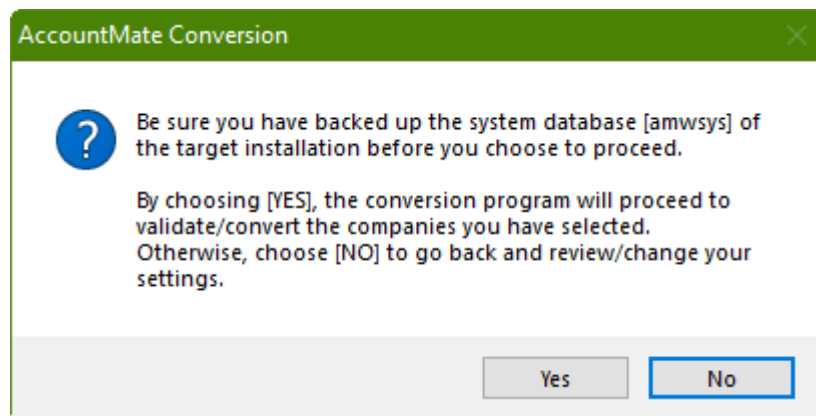 AccountMate Conversion
Be sure you have backed up the system database [amwsys] of
the target installation before you choose to proceed.
By choosing [YES], the conversion program will proceed to
validate/convert the companies you have selected.
Otherwise, choose [NO] to go back and review/change your
settings.
Yes No